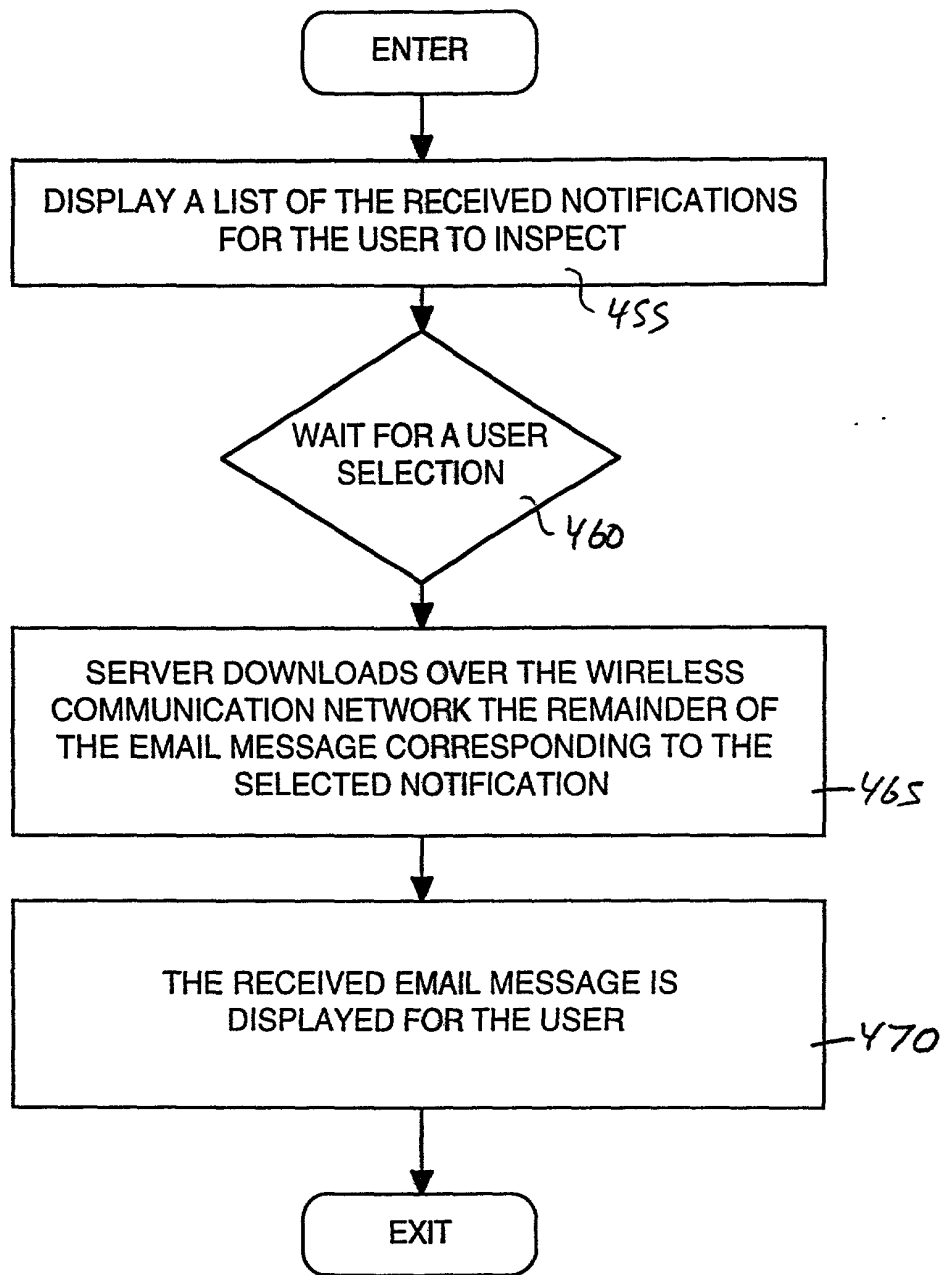 ENTER
DISPLAY A LIST OF THE RECEIVED NOTIFICATIONS
FOR THE USER TO INSPECT
455
WAIT FOR A USER
SELECTION
460
SERVER DOWNLOADS OVER THE WIRELESS
COMMUNICATION NETWORK THE REMAINDER OF
THE EMAIL MESSAGE CORRESPONDING TO THE
SELECTED NOTIFICATION
465
THE RECEIVED EMAIL MESSAGE IS
DISPLAYED FOR THE USER
470
EXIT